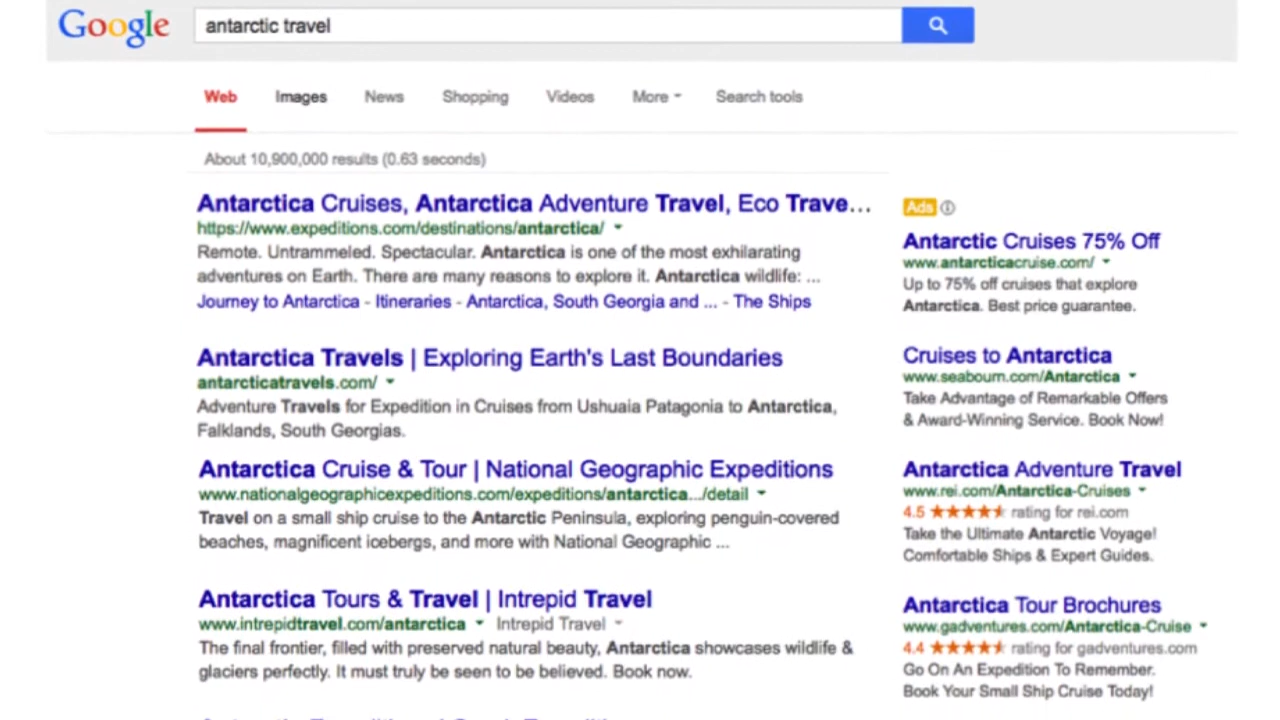 Google
antarctic travel
Web Images News Shopping Videos More Search tools
About 10,900,000 results (0.63 seconds)
Antarctica Cruises, Antarctica Adventure Travel, Eco Trave...
https://www.expeditions.com/destinations/antarctica/
Remote. Untrammeled. Spectacular. Antarctica is one of the most exhilarating
adventures on Earth. There are many reasons to explore it. Antarctica wildlife: ...
Journey to Antarctica - Itineraries - Antarctica, South Georgia and ... - The Ships
Antarctica Travels | Exploring Earth's Last Boundaries
antarcticatravels.com/
Adventure Travels for Expedition in Cruises from Ushuaia Patagonia to Antarctica,
Falklands, South Georgias.
Antarctica Cruise & Tour | National Geographic Expeditions
www.nationalgeographicexpeditions.com/expeditions/antarctica.../detail
Travel on a small ship cruise to the Antarctic Peninsula, exploring penguin-covered
beaches, magnificent icebergs, and more with National Geographic ...
Antarctica Tours & Travel | Intrepid Travel
www.intrepidtravel.com/antarctica Intrepid Travel
The final frontier, filled with preserved natural beauty, Antarctica showcases wildlife &
glaciers perfectly. It must truly be seen to be believed. Book now.
Ads
Antarctic Cruises 75% Off
www.antarcticacruise.com/
Up to 75% off cruises that explore
Antarctica. Best price guarantee.
Cruises to Antarctica
www.seabourn.com/Antarctica
Take Advantage of Remarkable Offers
& Award-Winning Service. Book Now!
Antarctica Adventure Travel
www.rei.com/Antarctica-Cruises
4.5 ★★★★★ rating for rei.com
Take the Ultimate Antarctic Voyage!
Comfortable Ships & Expert Guides.
Antarctica Tour Brochures
www.gadventures.com/Antarctica-Cruise
4.4 ★★★★★ rating for gadventures.com
Go On An Expedition To Remember.
Book Your Small Ship Cruise Today!